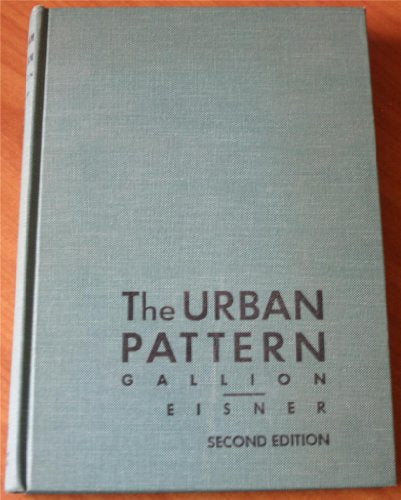 The URBAN
PATTERN
GALLION
EISNER
SECOND EDITION